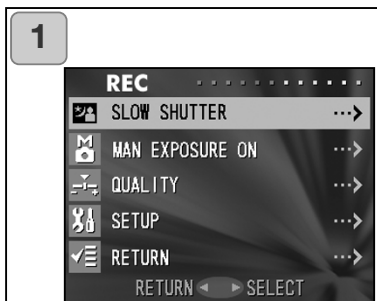 1
REC
SLOW SHUTTER
MAN EXPOSURE ON
QUALITY
SETUP
RETURN
RETURN SELECT